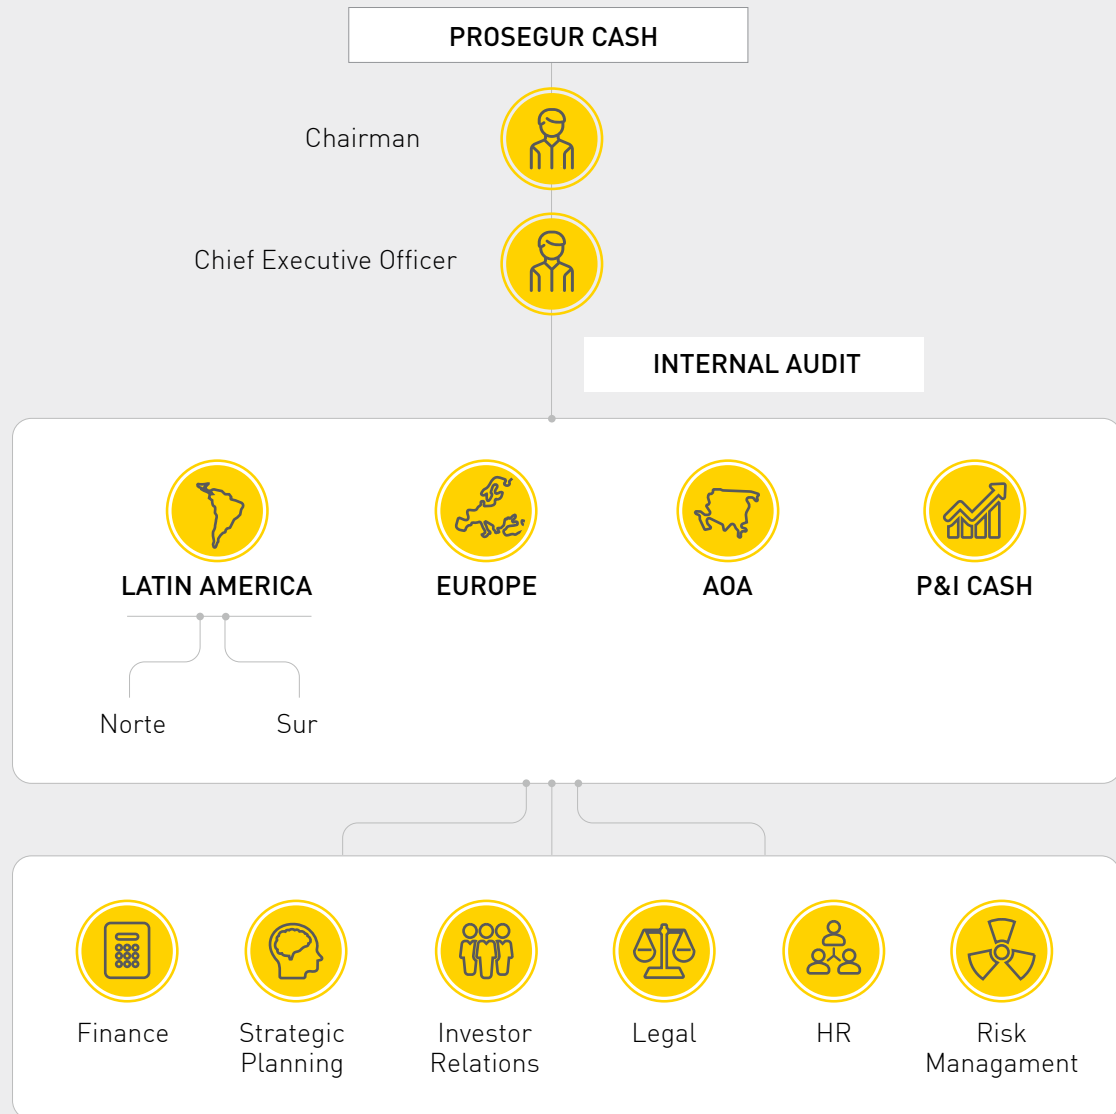 PROSEGUR CASH
Chairman
Chief Executive Officer
INTERNAL AUDIT
LATIN AMERICA
EUROPE
AOA
P&I CASH
Norte
Sur
Finance
Strategic
Planning
Investor
Relations
Legal
HR
Risk
Managament